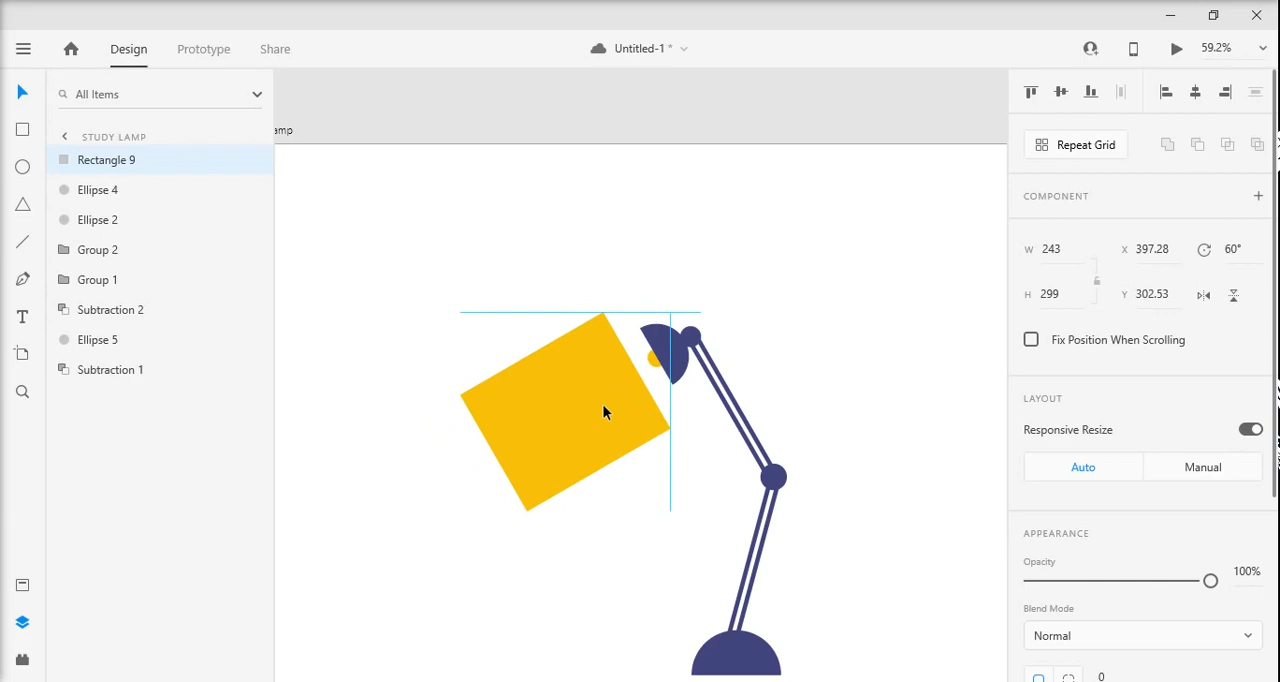 Design
Prototype
Share
Untitled-1 *
59.2%
All Items
STUDY LAMP
Rectangle 9
Ellipse 4
Ellipse 2
Group 2
Group 1
Subtraction 2
Ellipse 5
Subtraction 1
amp
Repeat Grid
COMPONENT
W 243 X 397.28 60°
H 299 Y 302.53
Fix Position When Scrolling
LAYOUT
Responsive Resize
Auto Manual
APPEARANCE
Opacity
100%
Blend Mode
Normal
0